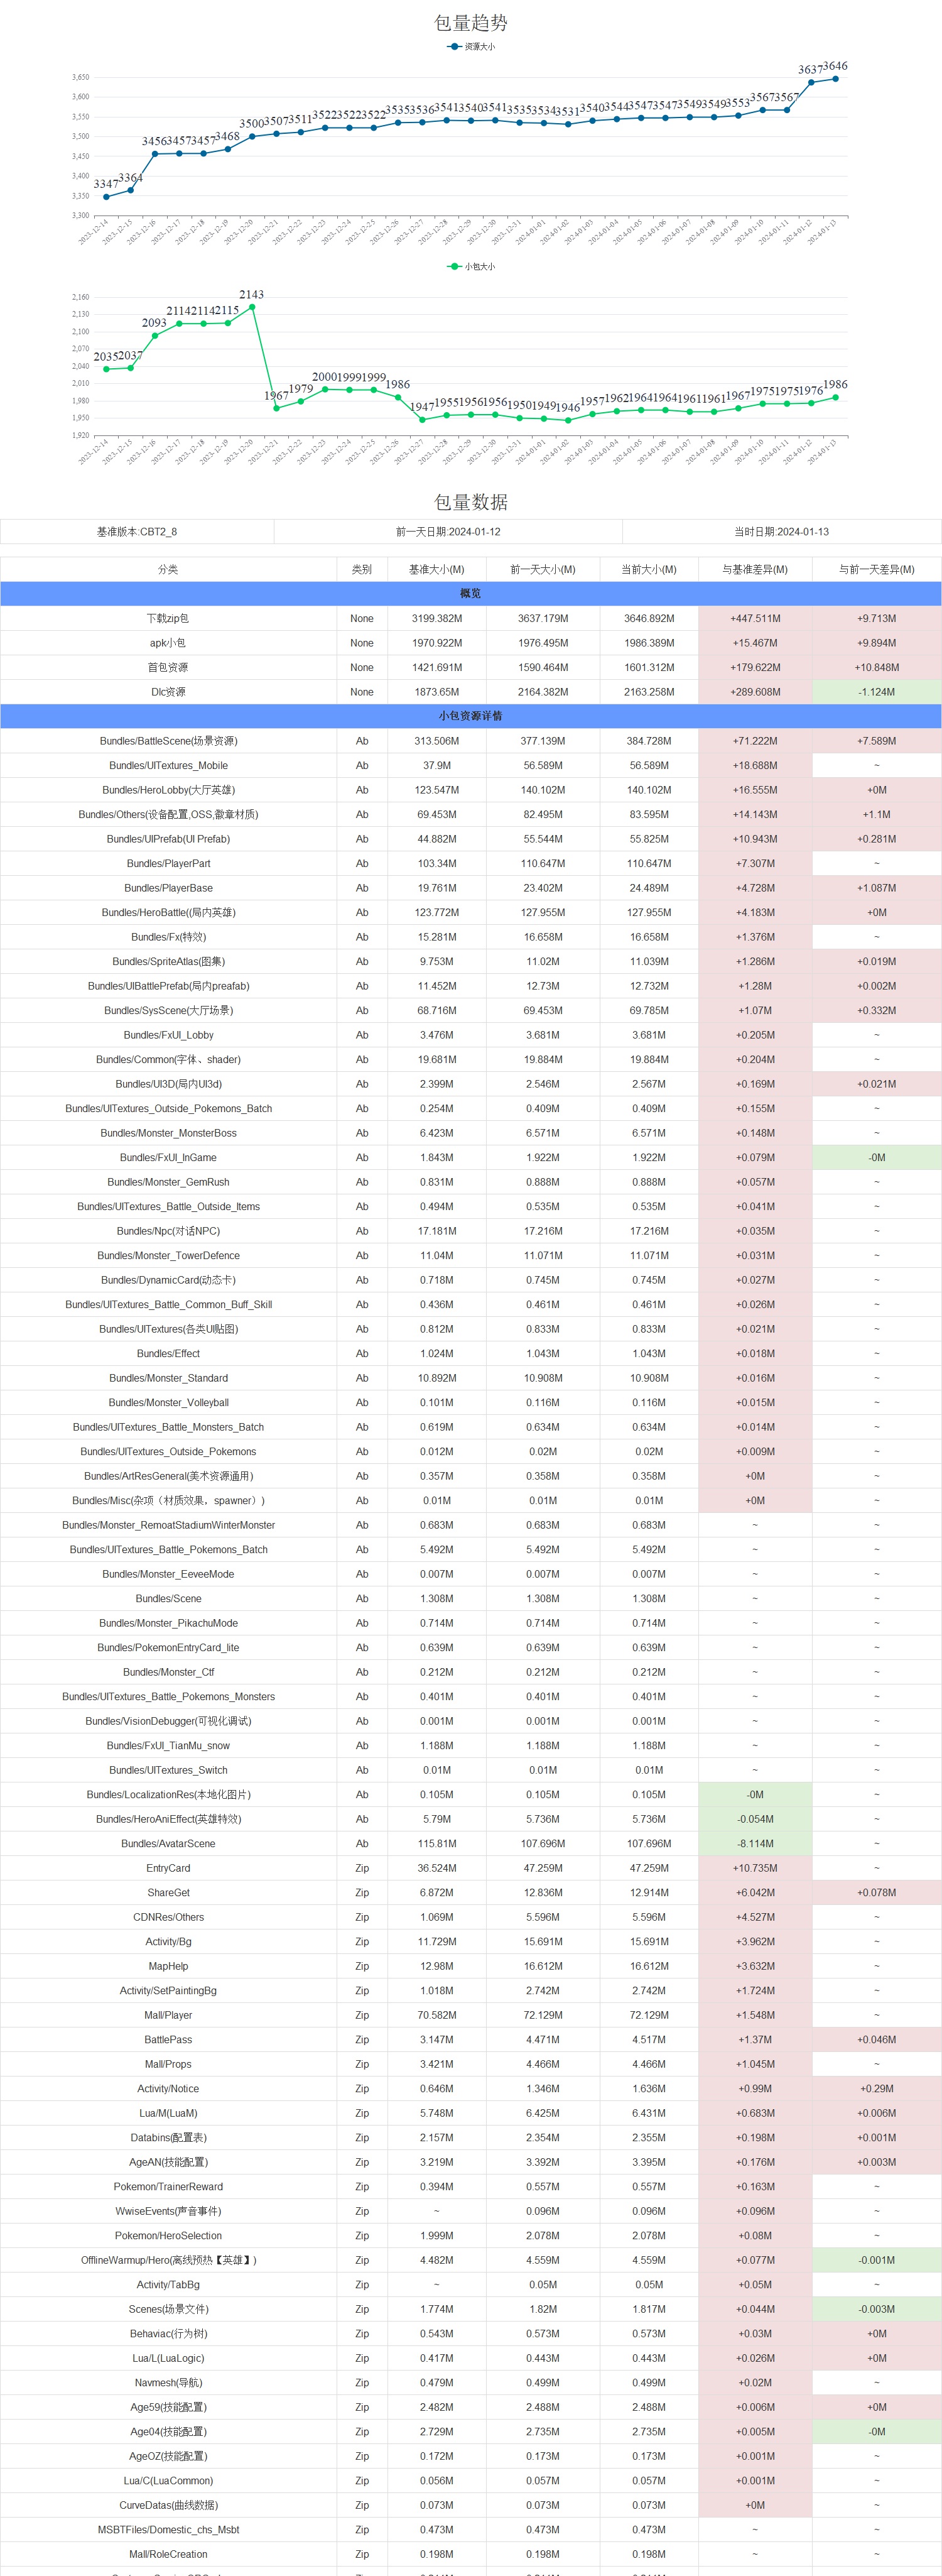 包量趋势
资源大小
3,650
3,600
3,550
3,500
3,450
3,400
3,350
3,300
3347 3364 3456 3457 3457 3468 3500 3507 3511 3522 3522 3522 3535 3536 3541 3540 3541 3535 3534 3531 3540 3544 3547 3547 3549 3549 3553 3567 3567 3637 3646
2023-12-14 2023-12-15 2023-12-16 2023-12-17 2023-12-18 2023-12-19 2023-12-20 2023-12-21 2023-12-22 2023-12-23 2023-12-24 2023-12-25 2023-12-26 2023-12-27 2023-12-28 2023-12-29 2023-12-30 2023-12-31 2024-01-01 2024-01-02 2024-01-03 2024-01-04 2024-01-05 2024-01-06 2024-01-07 2024-01-08 2024-01-09 2024-01-10 2024-01-11 2024-01-12 2024-01-13
小包大小
2,160
2,130
2,100
2,070
2,040
2,010
1,980
1,950
1,920
2035 2037 2093 2114 2114 2115 2143 1967 1979 2000 1999 1999 1986 1947 1955 1956 1956 1950 1949 1946 1957 1962 1964 1964 1961 1961 1967 1975 1975 1976 1986
2023-12-14 2023-12-15 2023-12-16 2023-12-17 2023-12-18 2023-12-19 2023-12-20 2023-12-21 2023-12-22 2023-12-23 2023-12-24 2023-12-25 2023-12-26 2023-12-27 2023-12-28 2023-12-29 2023-12-30 2023-12-31 2024-01-01 2024-01-02 2024-01-03 2024-01-04 2024-01-05 2024-01-06 2024-01-07 2024-01-08 2024-01-09 2024-01-10 2024-01-11 2024-01-12 2024-01-13
包量数据
基准版本:CBT2_8 前一天日期:2024-01-12 当时日期:2024-01-13
分类 类别 基准大小(M) 前一天大小(M) 当前大小(M) 与基准差异(M) 与前一天差异(M)
概览
下载zip包 None 3199.382M 3637.179M 3646.892M +447.511M +9.713M
apk小包 None 1970.922M 1976.495M 1986.389M +15.467M +9.894M
首包资源 None 1421.691M 1590.464M 1601.312M +179.622M +10.848M
Dlc资源 None 1873.65M 2164.382M 2163.258M +289.608M -1.124M
小包资源详情
Bundles/BattleScene(场景资源) Ab 313.506M 377.139M 384.728M +71.222M +7.589M
Bundles/UITextures_Mobile Ab 37.9M 56.589M 56.589M +18.688M ~
Bundles/HeroLobby(大厅英雄) Ab 123.547M 140.102M 140.102M +16.555M +0M
Bundles/Others(设备配置,OSS,徽章材质) Ab 69.453M 82.495M 83.595M +14.143M +1.1M
Bundles/UIPrefab(UI Prefab) Ab 44.882M 55.544M 55.825M +10.943M +0.281M
Bundles/PlayerPart Ab 103.34M 110.647M 110.647M +7.307M ~
Bundles/PlayerBase Ab 19.761M 23.402M 24.489M +4.728M +1.087M
Bundles/HeroBattle((局内英雄) Ab 123.772M 127.955M 127.955M +4.183M +0M
Bundles/Fx(特效) Ab 15.281M 16.658M 16.658M +1.376M ~
Bundles/SpriteAtlas(图集) Ab 9.753M 11.02M 11.039M +1.286M +0.019M
Bundles/UIBattlePrefab(局内preafab) Ab 11.452M 12.73M 12.732M +1.28M +0.002M
Bundles/SysScene(大厅场景) Ab 68.716M 69.453M 69.785M +1.07M +0.332M
Bundles/FxUI_Lobby Ab 3.476M 3.681M 3.681M +0.205M ~
Bundles/Common(字体、shader) Ab 19.681M 19.884M 19.884M +0.204M ~
Bundles/UI3D(局内UI3d) Ab 2.399M 2.546M 2.567M +0.169M +0.021M
Bundles/UITextures_Outside_Pokemons_Batch Ab 0.254M 0.409M 0.409M +0.155M ~
Bundles/Monster_MonsterBoss Ab 6.423M 6.571M 6.571M +0.148M ~
Bundles/FxUI_InGame Ab 1.843M 1.922M 1.922M +0.079M -0M
Bundles/Monster_GemRush Ab 0.831M 0.888M 0.888M +0.057M ~
Bundles/UITextures_Battle_Outside_Items Ab 0.494M 0.535M 0.535M +0.041M ~
Bundles/Npc(对话NPC) Ab 17.181M 17.216M 17.216M +0.035M ~
Bundles/Monster_TowerDefence Ab 11.04M 11.071M 11.071M +0.031M ~
Bundles/DynamicCard(动态卡) Ab 0.718M 0.745M 0.745M +0.027M ~
Bundles/UITextures_Battle_Common_Buff_Skill Ab 0.436M 0.461M 0.461M +0.026M ~
Bundles/UITextures(各类UI贴图) Ab 0.812M 0.833M 0.833M +0.021M ~
Bundles/Effect Ab 1.024M 1.043M 1.043M +0.018M ~
Bundles/Monster_Standard Ab 10.892M 10.908M 10.908M +0.016M ~
Bundles/Monster_Volleyball Ab 0.101M 0.116M 0.116M +0.015M ~
Bundles/UITextures_Battle_Monsters_Batch Ab 0.619M 0.634M 0.634M +0.014M ~
Bundles/UITextures_Outside_Pokemons Ab 0.012M 0.02M 0.02M +0.009M ~
Bundles/ArtResGeneral(美术资源通用) Ab 0.357M 0.358M 0.358M +0M ~
Bundles/Misc(杂项（材质效果，spawner）) Ab 0.01M 0.01M 0.01M +0M ~
Bundles/Monster_RemoatStadiumWinterMonster Ab 0.683M 0.683M 0.683M ~ ~
Bundles/UITextures_Battle_Pokemons_Batch Ab 5.492M 5.492M 5.492M ~ ~
Bundles/Monster_EeveeMode Ab 0.007M 0.007M 0.007M ~ ~
Bundles/Scene Ab 1.308M 1.308M 1.308M ~ ~
Bundles/Monster_PikachuMode Ab 0.714M 0.714M 0.714M ~ ~
Bundles/PokemonEntryCard_lite Ab 0.639M 0.639M 0.639M ~ ~
Bundles/Monster_Ctf Ab 0.212M 0.212M 0.212M ~ ~
Bundles/UITextures_Battle_Pokemons_Monsters Ab 0.401M 0.401M 0.401M ~ ~
Bundles/VisionDebugger(可视化调试) Ab 0.001M 0.001M 0.001M ~ ~
Bundles/FxUI_TianMu_snow Ab 1.188M 1.188M 1.188M ~ ~
Bundles/UITextures_Switch Ab 0.01M 0.01M 0.01M ~ ~
Bundles/LocalizationRes(本地化图片) Ab 0.105M 0.105M 0.105M -0M ~
Bundles/HeroAniEffect(英雄特效) Ab 5.79M 5.736M 5.736M -0.054M ~
Bundles/AvatarScene Ab 115.81M 107.696M 107.696M -8.114M ~
EntryCard Zip 36.524M 47.259M 47.259M +10.735M ~
ShareGet Zip 6.872M 12.836M 12.914M +6.042M +0.078M
CDNRes/Others Zip 1.069M 5.596M 5.596M +4.527M ~
Activity/Bg Zip 11.729M 15.691M 15.691M +3.962M ~
MapHelp Zip 12.98M 16.612M 16.612M +3.632M ~
Activity/SetPaintingBg Zip 1.018M 2.742M 2.742M +1.724M ~
Mall/Player Zip 70.582M 72.129M 72.129M +1.548M ~
BattlePass Zip 3.147M 4.471M 4.517M +1.37M +0.046M
Mall/Props Zip 3.421M 4.466M 4.466M +1.045M ~
Activity/Notice Zip 0.646M 1.346M 1.636M +0.99M +0.29M
Lua/M(LuaM) Zip 5.748M 6.425M 6.431M +0.683M +0.006M
Databins(配置表) Zip 2.157M 2.354M 2.355M +0.198M +0.001M
AgeAN(技能配置) Zip 3.219M 3.392M 3.395M +0.176M +0.003M
Pokemon/TrainerReward Zip 0.394M 0.557M 0.557M +0.163M ~
WwiseEvents(声音事件) Zip ~ 0.096M 0.096M +0.096M ~
Pokemon/HeroSelection Zip 1.999M 2.078M 2.078M +0.08M ~
OfflineWarmup/Hero(离线预热【英雄】) Zip 4.482M 4.559M 4.559M +0.077M -0.001M
Activity/TabBg Zip ~ 0.05M 0.05M +0.05M ~
Scenes(场景文件) Zip 1.774M 1.82M 1.817M +0.044M -0.003M
Behaviac(行为树) Zip 0.543M 0.573M 0.573M +0.03M +0M
Lua/L(LuaLogic) Zip 0.417M 0.443M 0.443M +0.026M +0M
Navmesh(导航) Zip 0.479M 0.499M 0.499M +0.02M ~
Age59(技能配置) Zip 2.482M 2.488M 2.488M +0.006M +0M
Age04(技能配置) Zip 2.729M 2.735M 2.735M +0.005M -0M
AgeOZ(技能配置) Zip 0.172M 0.173M 0.173M +0.001M ~
Lua/C(LuaCommon) Zip 0.056M 0.057M 0.057M +0.001M ~
CurveDatas(曲线数据) Zip 0.073M 0.073M 0.073M +0M ~
MSBTFiles/Domestic_chs_Msbt Zip 0.473M 0.473M 0.473M ~ ~
Mall/RoleCreation Zip 0.198M 0.198M 0.198M ~ ~